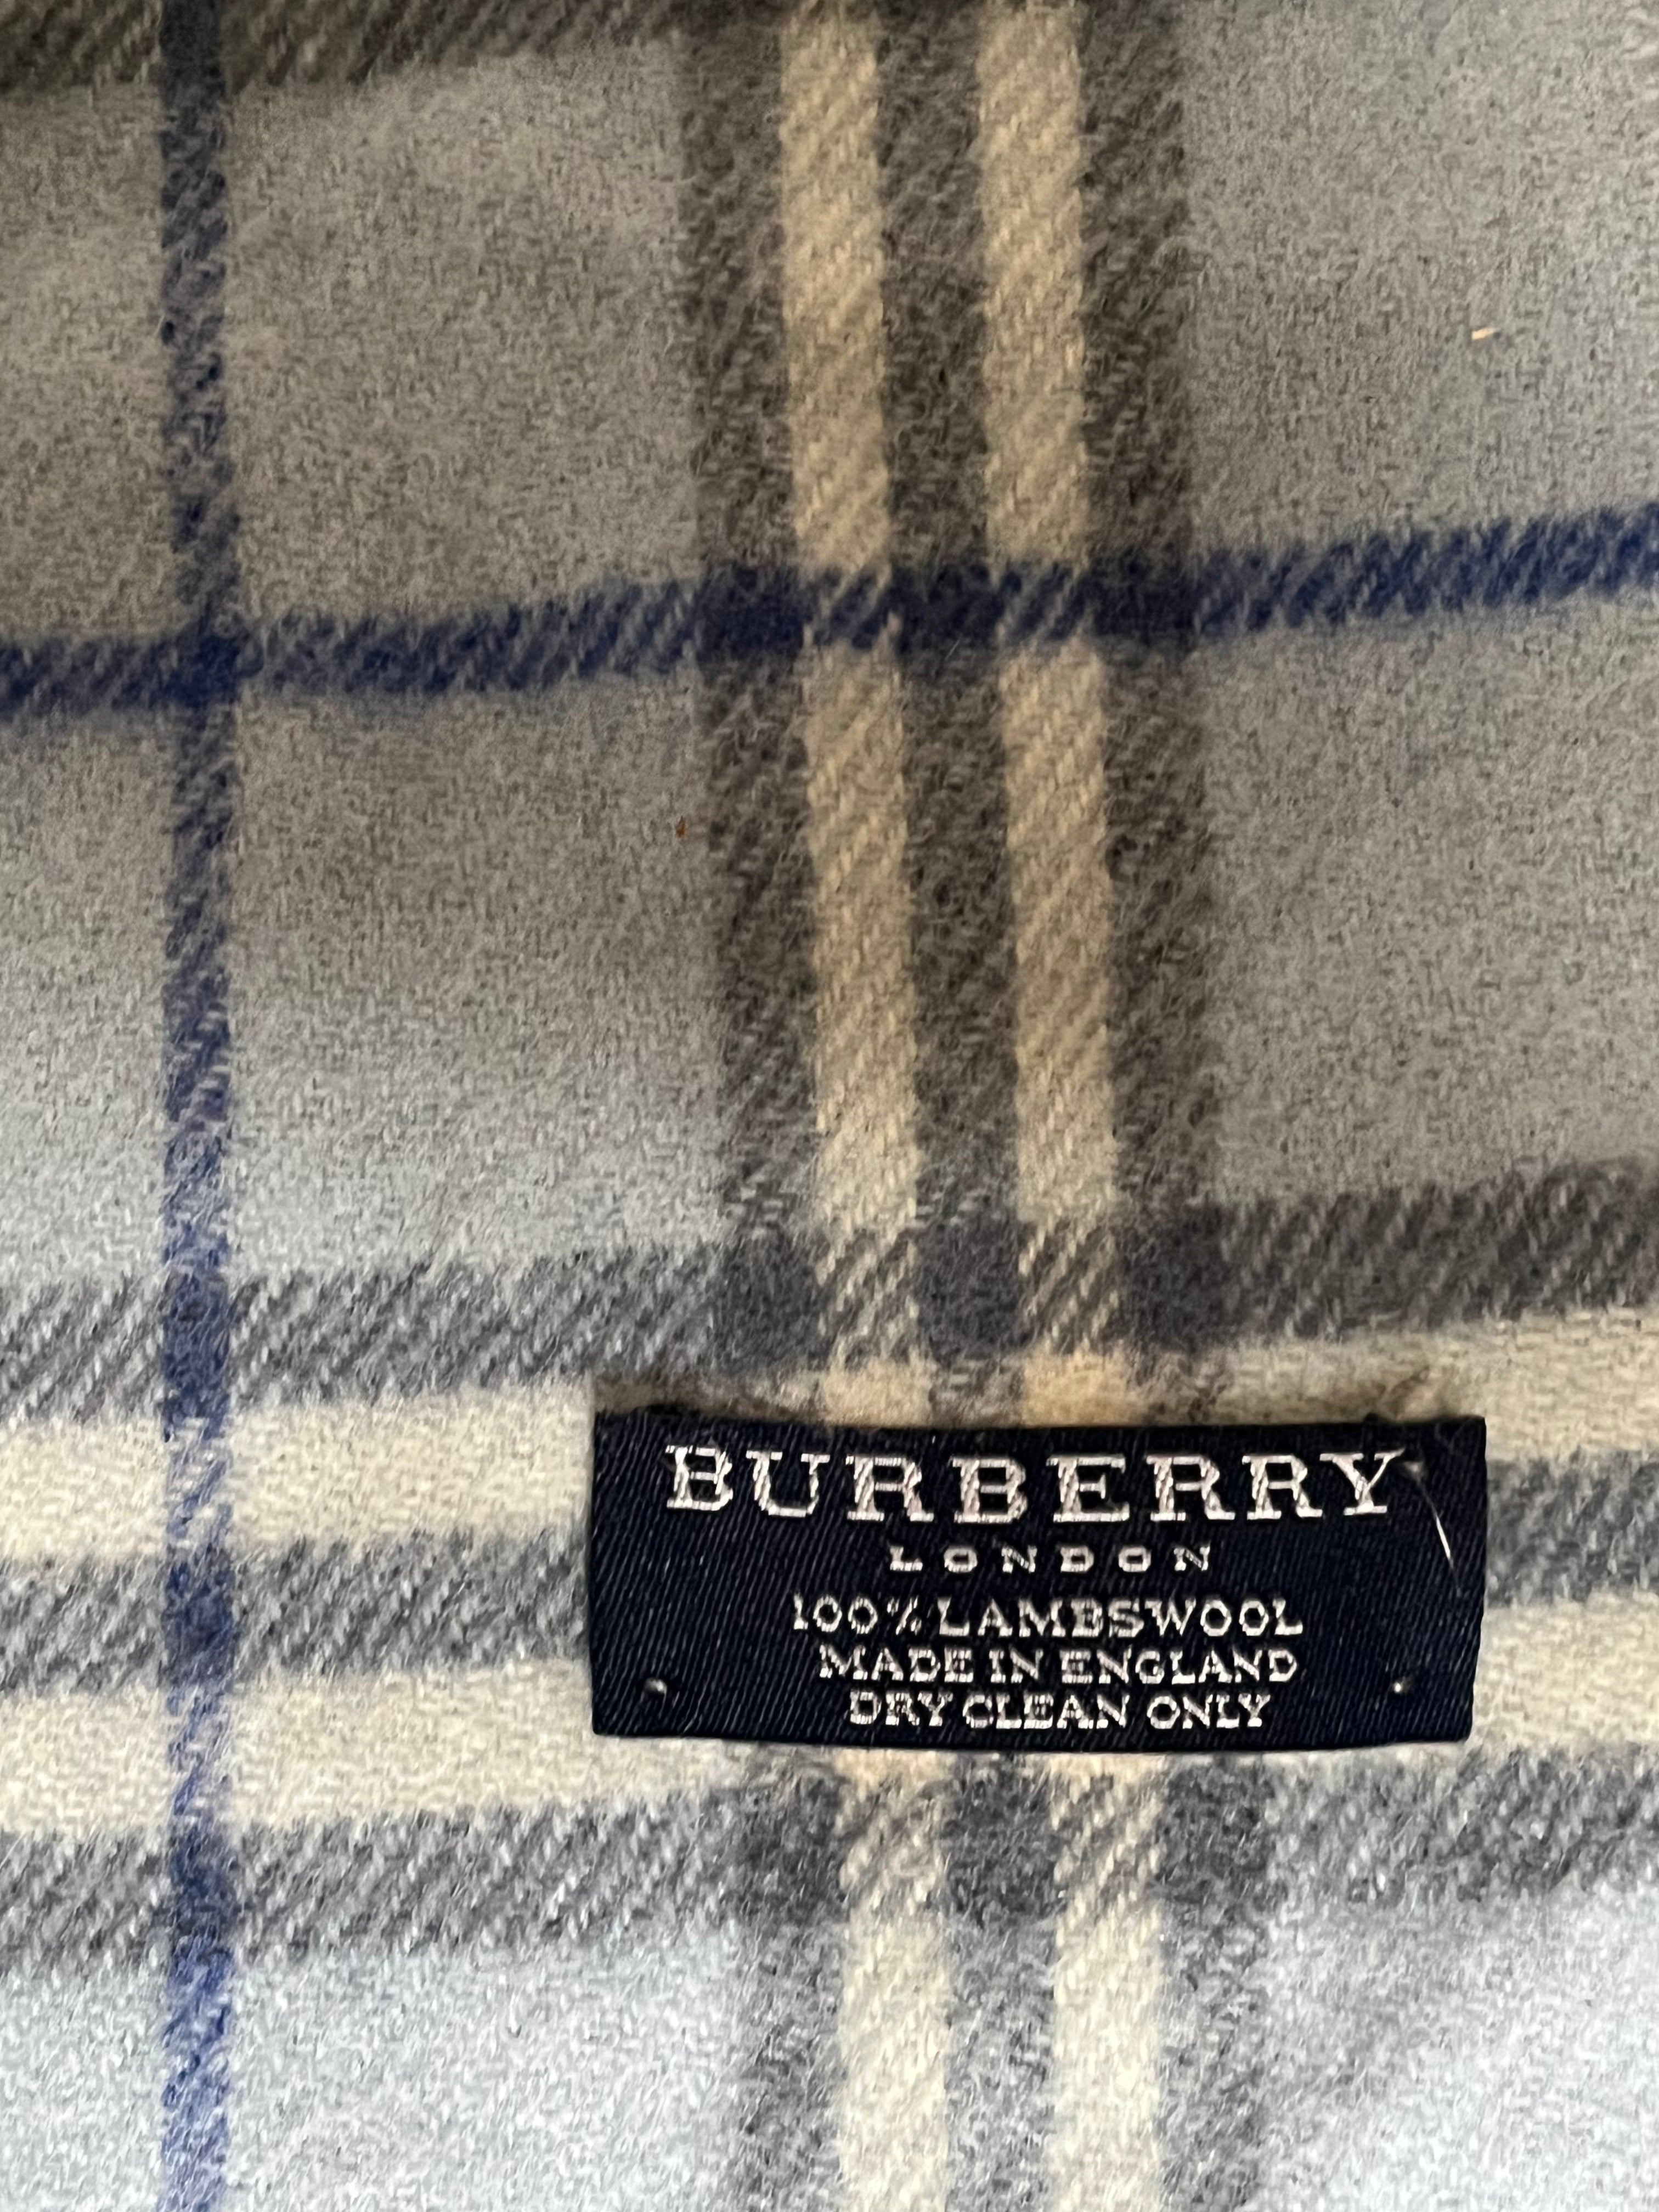 BURBERRY
LONDON
100% LAMBSWOOL
MADE IN ENGLAND
DRY CLEAN ONLY